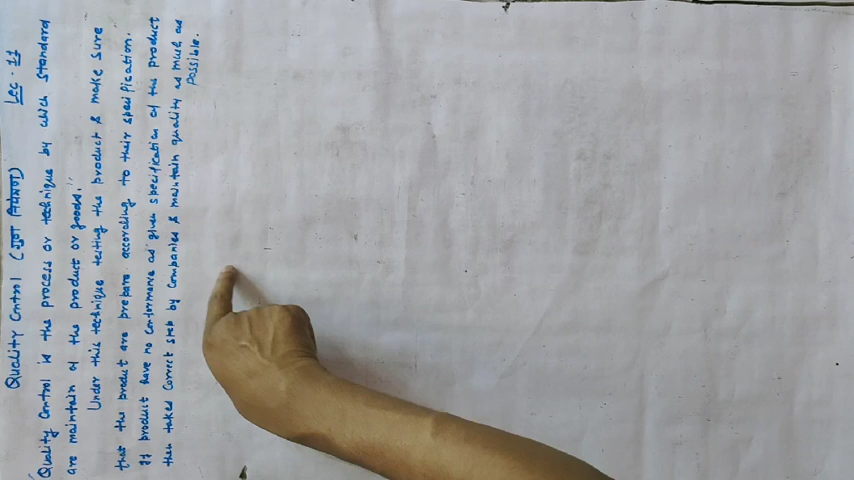 Quality Control (गुण नियंत्रण) Lec - 11
"Quality Control is the process or technique by which standard
are maintain of the product or goods."
Under this technique testing the product & make sure
that the product are prepare according to their specification.
If product have no conformance as given specification of the product
then taked correct step by companies & maintain quality as much as
possible.